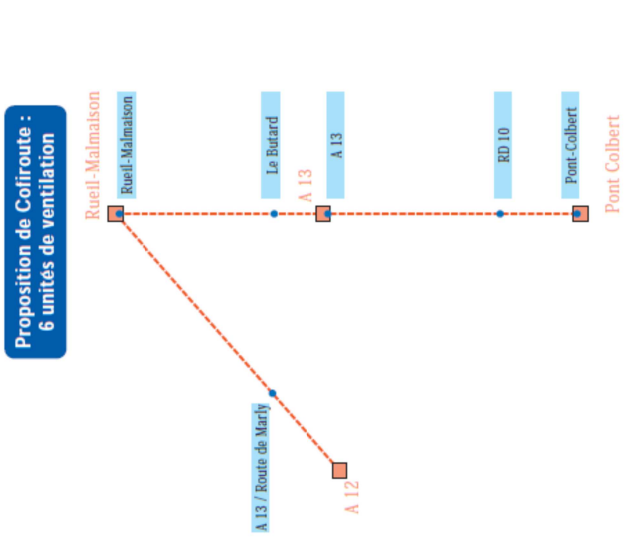 Proposition de Cofiroute :
6 unités de ventilation
Rueil-Malmaison
Rueil-Malmaison
Le Butard
A 13
A 13
RD 10
Pont-Colbert
Pont Colbert
A 13 / Route de Marly
A 12